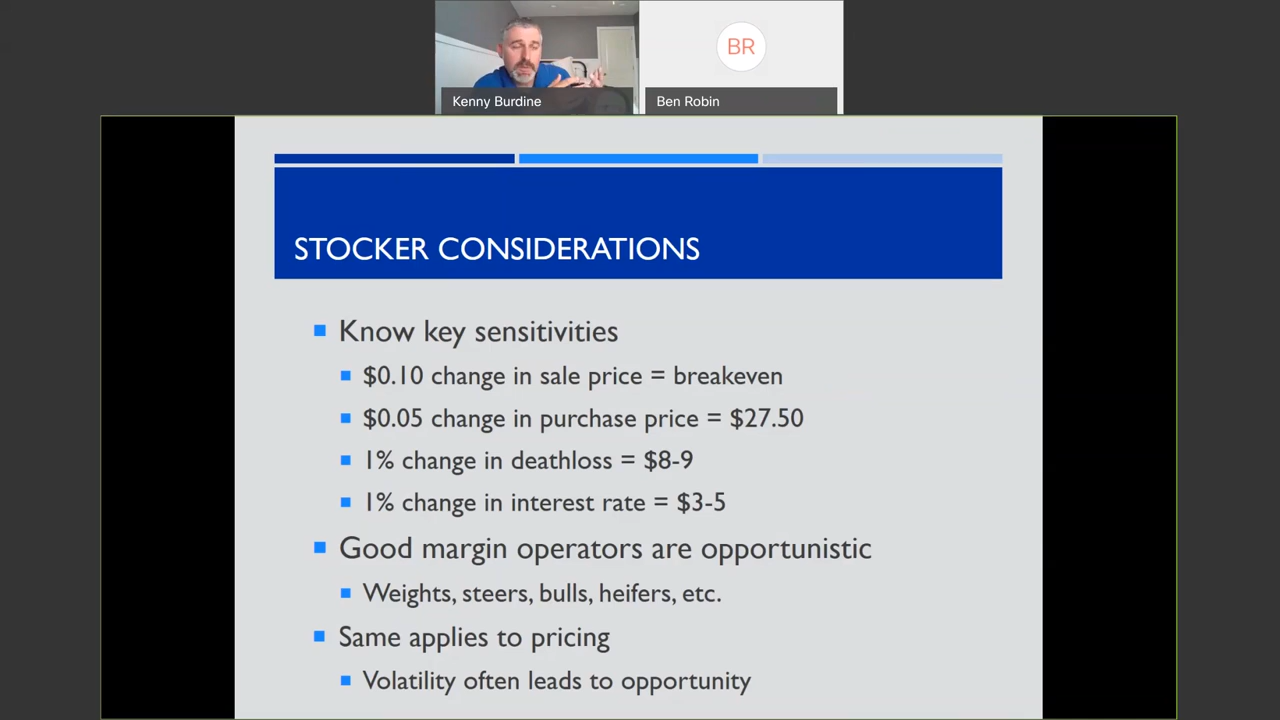 BR
Kenny Burdine
Ben Robin
STOCKER CONSIDERATIONS
Know key sensitivities
$0.10 change in sale price = breakeven
$0.05 change in purchase price = $27.50
1% change in deathloss = $8-9
1% change in interest rate = $3-5
Good margin operators are opportunistic
Weights, steers, bulls, heifers, etc.
Same applies to pricing
Volatility often leads to opportunity